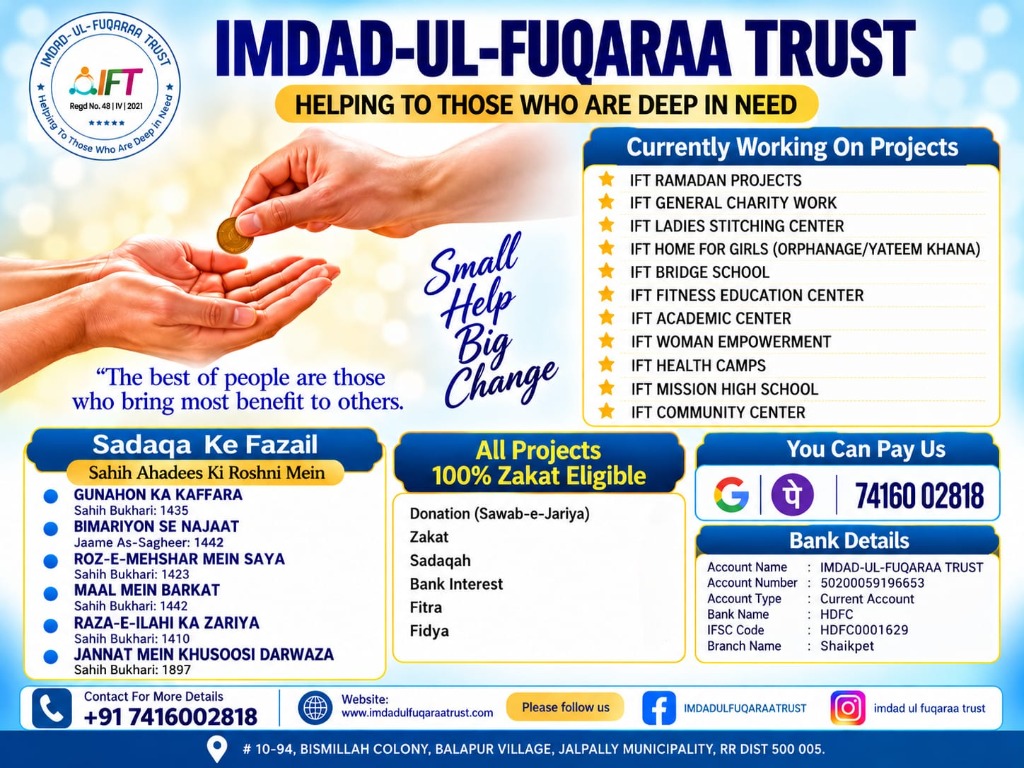 IMDAD-UL-FUQARAA TRUST
IFT
Regd No. 48 | IV | 2021
★ Helping To Those Who Are Deep in Need ★
IMDAD-UL-FUQARAA TRUST
HELPING TO THOSE WHO ARE DEEP IN NEED
Small
Help
Big
Change
“The best of people are those
who bring most benefit to others.
Currently Working On Projects
IFT RAMADAN PROJECTS
IFT GENERAL CHARITY WORK
IFT LADIES STITCHING CENTER
IFT HOME FOR GIRLS (ORPHANAGE/YATEEM KHANA)
IFT BRIDGE SCHOOL
IFT FITNESS EDUCATION CENTER
IFT ACADEMIC CENTER
IFT WOMAN EMPOWERMENT
IFT HEALTH CAMPS
IFT MISSION HIGH SCHOOL
IFT COMMUNITY CENTER
Sadaqa Ke Fazail
Sahih Ahadees Ki Roshni Mein
GUNAHON KA KAFFARA
Sahih Bukhari: 1435
BIMARIYON SE NAJAAT
Jaame As-Sagheer: 1442
ROZ-E-MEHSHAR MEIN SAYA
Sahih Bukhari: 1423
MAAL MEIN BARKAT
Sahih Bukhari: 1442
RAZA-E-ILAHI KA ZARIYA
Sahih Bukhari: 1410
JANNAT MEIN KHUSOOSI DARWAZA
Sahih Bukhari: 1897
All Projects
100% Zakat Eligible
Donation (Sawab-e-Jariya)
Zakat
Sadaqah
Bank Interest
Fitra
Fidya
You Can Pay Us
G | पे | 74160 02818
Bank Details
Account Name : IMDAD-UL-FUQARAA TRUST
Account Number : 50200059196653
Account Type : Current Account
Bank Name : HDFC
IFSC Code : HDFC0001629
Branch Name : Shaikpet
Contact For More Details
+91 7416002818
Website:
www.imdadulfuqaraatrust.com
Please follow us
IMDADULFUQARAATRUST
imdad ul fuqaraa trust
# 10-94, BISMILLAH COLONY, BALAPUR VILLAGE, JALPALLY MUNICIPALITY, RR DIST 500 005.